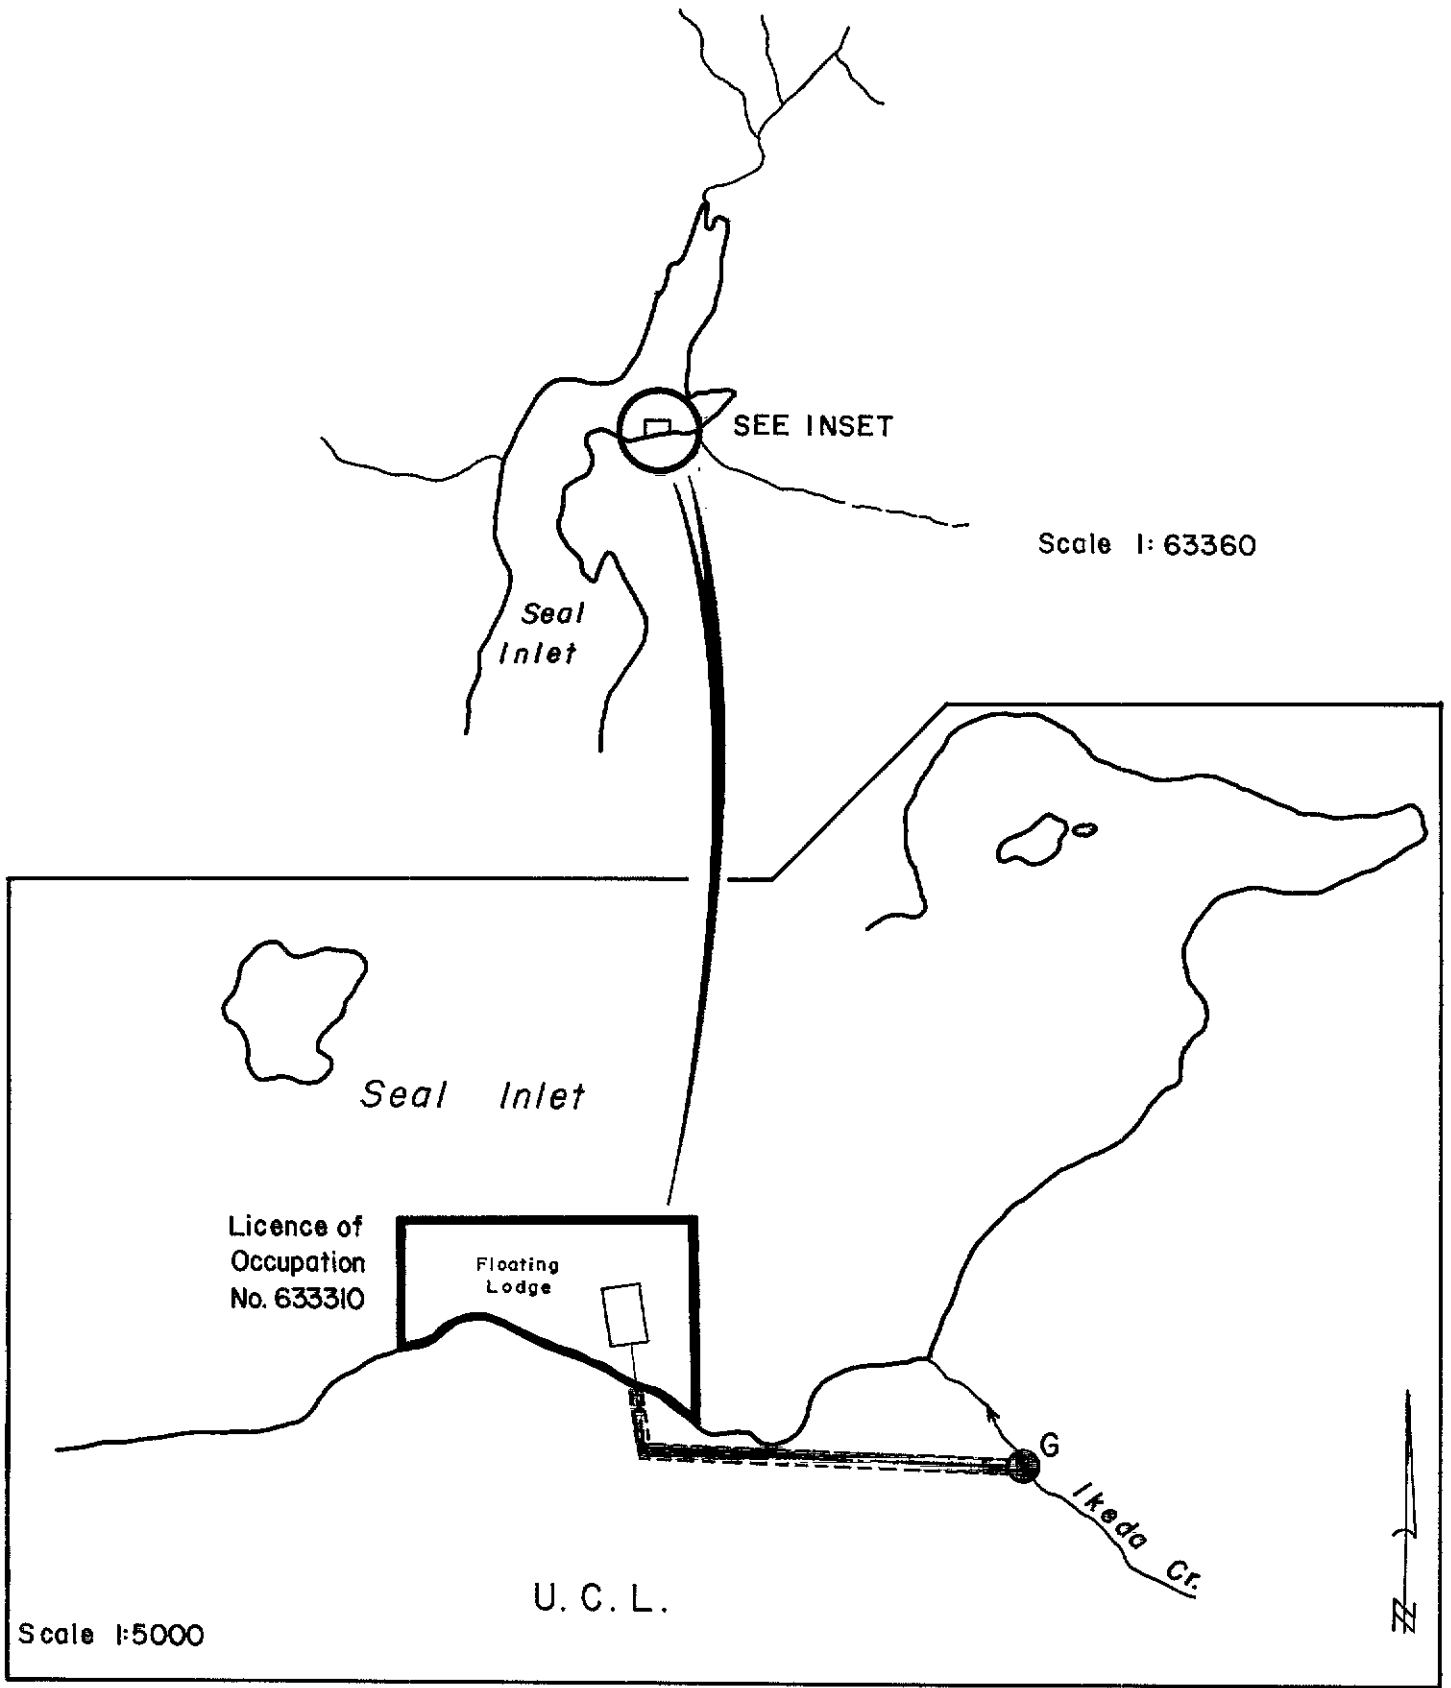 SEE INSET
Scale 1:63360
Seal
Inlet
Seal Inlet
Licence of
Occupation
No. 633310
Floating
Lodge
G
Ikeda Cr.
U.C.L.
Scale 1:5000
N